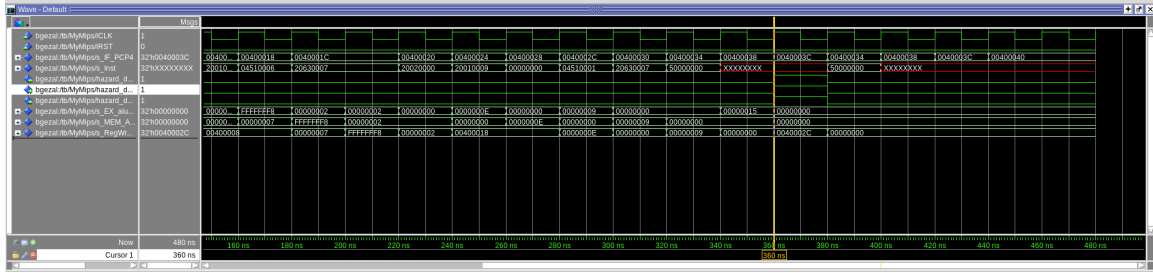 Wave - Default
Msgs
bgezal:/tb/MyMips/iCLK 1
bgezal:/tb/MyMips/iRST 0
bgezal:/tb/MyMips/s_IF_PCP4 32'h0040003C 00400... 00400018 0040001C 00400020 00400024 00400028 0040002C 00400030 00400034 0040003C 00400034 00400038 0040003C 00400040
bgezal:/tb/MyMips/s_Inst 32'hXXXXXXXX 20010... 04510006 20630007 20020000 20010009 00000000 04510001 20630007 50000000 XXXXXXXX 50000000 XXXXXXXX
bgezal:/tb/MyMips/hazard_d... 1
bgezal:/tb/MyMips/hazard_d... 1
bgezal:/tb/MyMips/hazard_d... 1
bgezal:/tb/MyMips/s_EX_alu... 32'h00000000 00000... FFFFFFF8 00000002 00000002 00000000 0000000E 00000000 00000009 00000000 00000015 00000000
bgezal:/tb/MyMips/s_MEM_A... 32'h00000000 00000... 00000007 FFFFFFF8 00000002 00000000 0000000E 00000000 00000009 00000000 00000000
bgezal:/tb/MyMips/s_RegWr... 32'h0040002C 00400008 00000007 FFFFFFF8 00000002 00400018 0000000E 00000000 00000009 00000000 0040002C 00000000
Now 480 ns 160 ns 180 ns 200 ns 220 ns 240 ns 260 ns 280 ns 300 ns 320 ns 340 ns 360 ns 380 ns 400 ns 420 ns 440 ns 460 ns 480 ns
Cursor 1 360 ns 360 ns